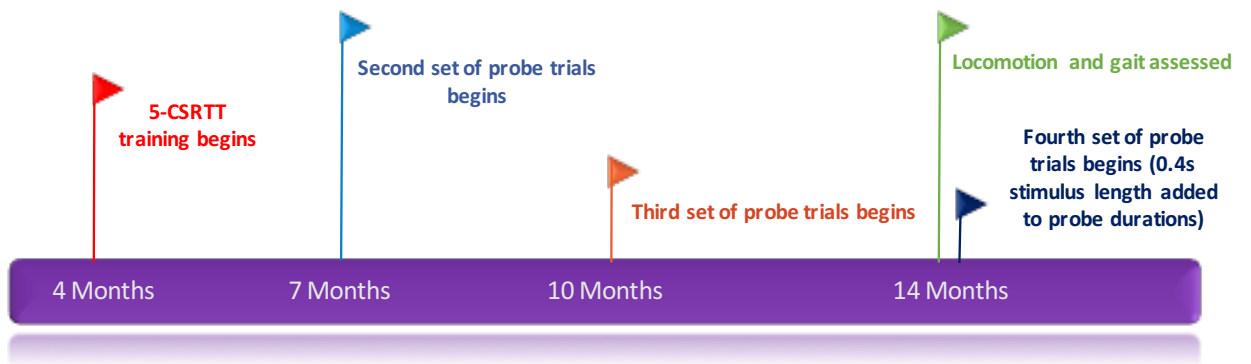 5-CSRTT
training begins
Second set of probe trials
begins
Third set of probe trials begins
Locomotion and gait assessed
Fourth set of probe
trials begins (0.4s
stimulus length added
to probe durations)
4 Months
7 Months
10 Months
14 Months